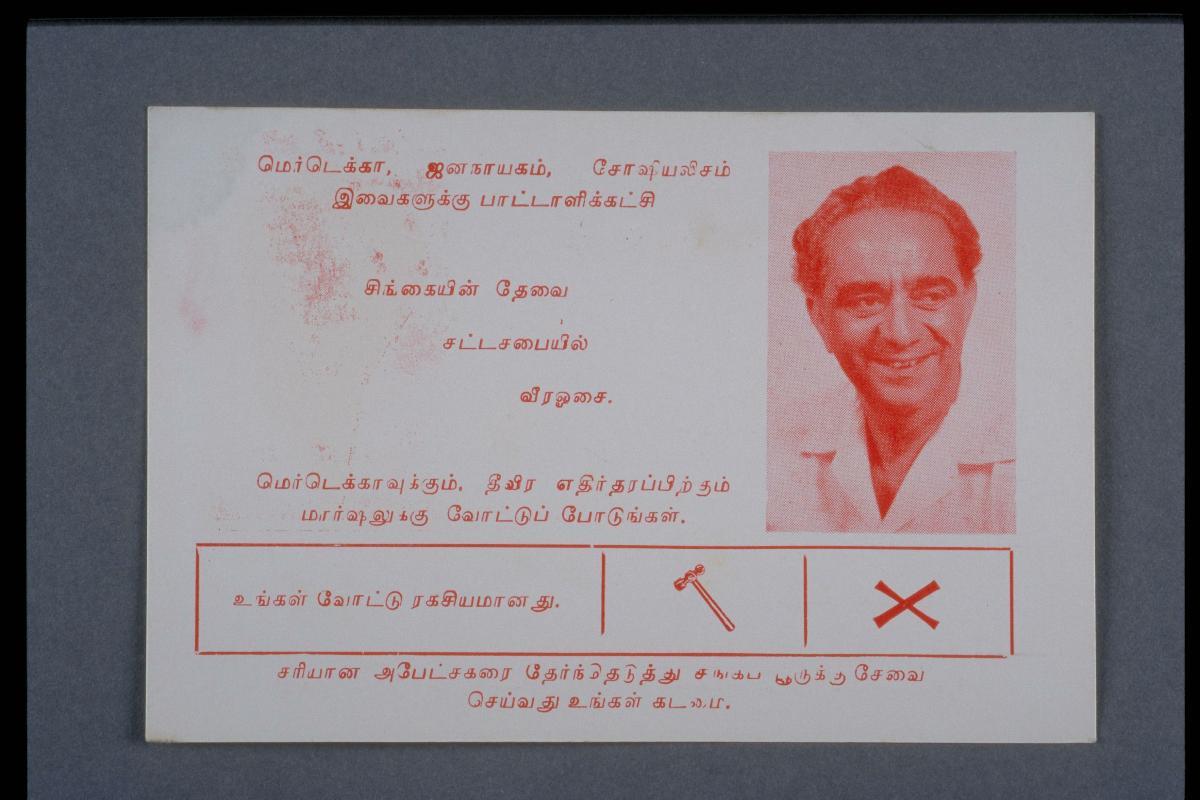 மெர்டெக்கா, ஜனநாயகம், சோஷியலிசம்
இவைகளுக்கு பாட்டாளிக்கட்சி
சிங்கையின் தேவை
சட்டசபையில்
வீரஓசை.
மெர்டெக்காவுக்கும். தீவிர எதிர்தரப்பிற்கும்
மார்ஷலுக்கு வோட்டுப் போடுங்கள்.
உங்கள் வோட்டு ரகசியமானது.
சரியான அபேட்சகரை தேர்ந்தெடுத்து சேவை
செய்வது உங்கள் கடமை.